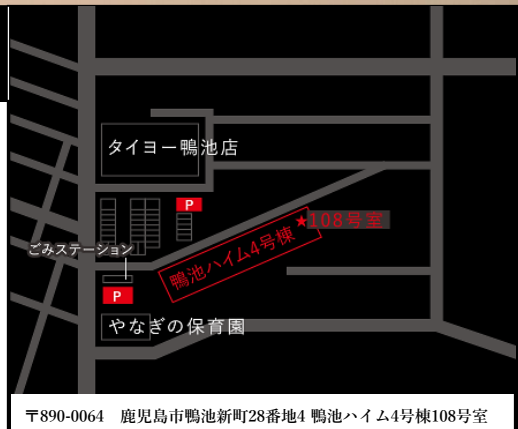 タイヨー鴨池店
P
★108号室
鴨池ハイム4号棟
ごみステーション
P
やなぎの保育園
〒890-0064　鹿児島市鴨池新町28番地4 鴨池ハイム4号棟108号室